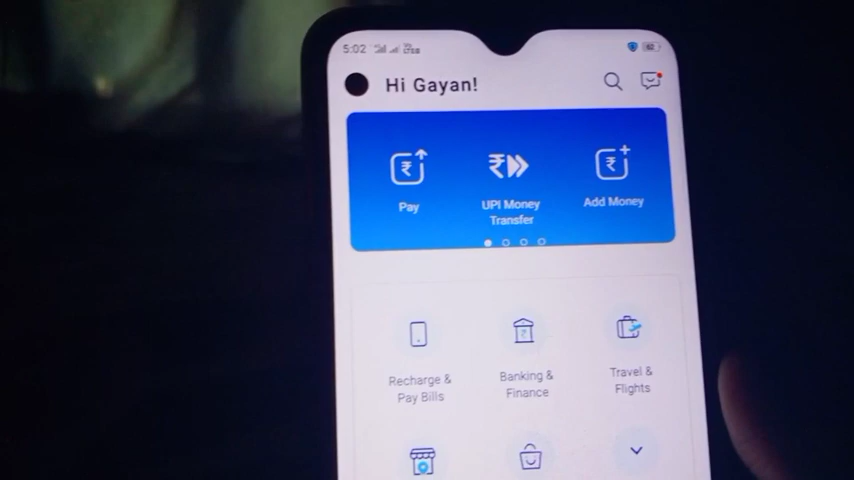 5:02
Hi Gayan!
Pay
UPI Money
Transfer
Add Money
Recharge &
Pay Bills
Banking &
Finance
Travel &
Flights